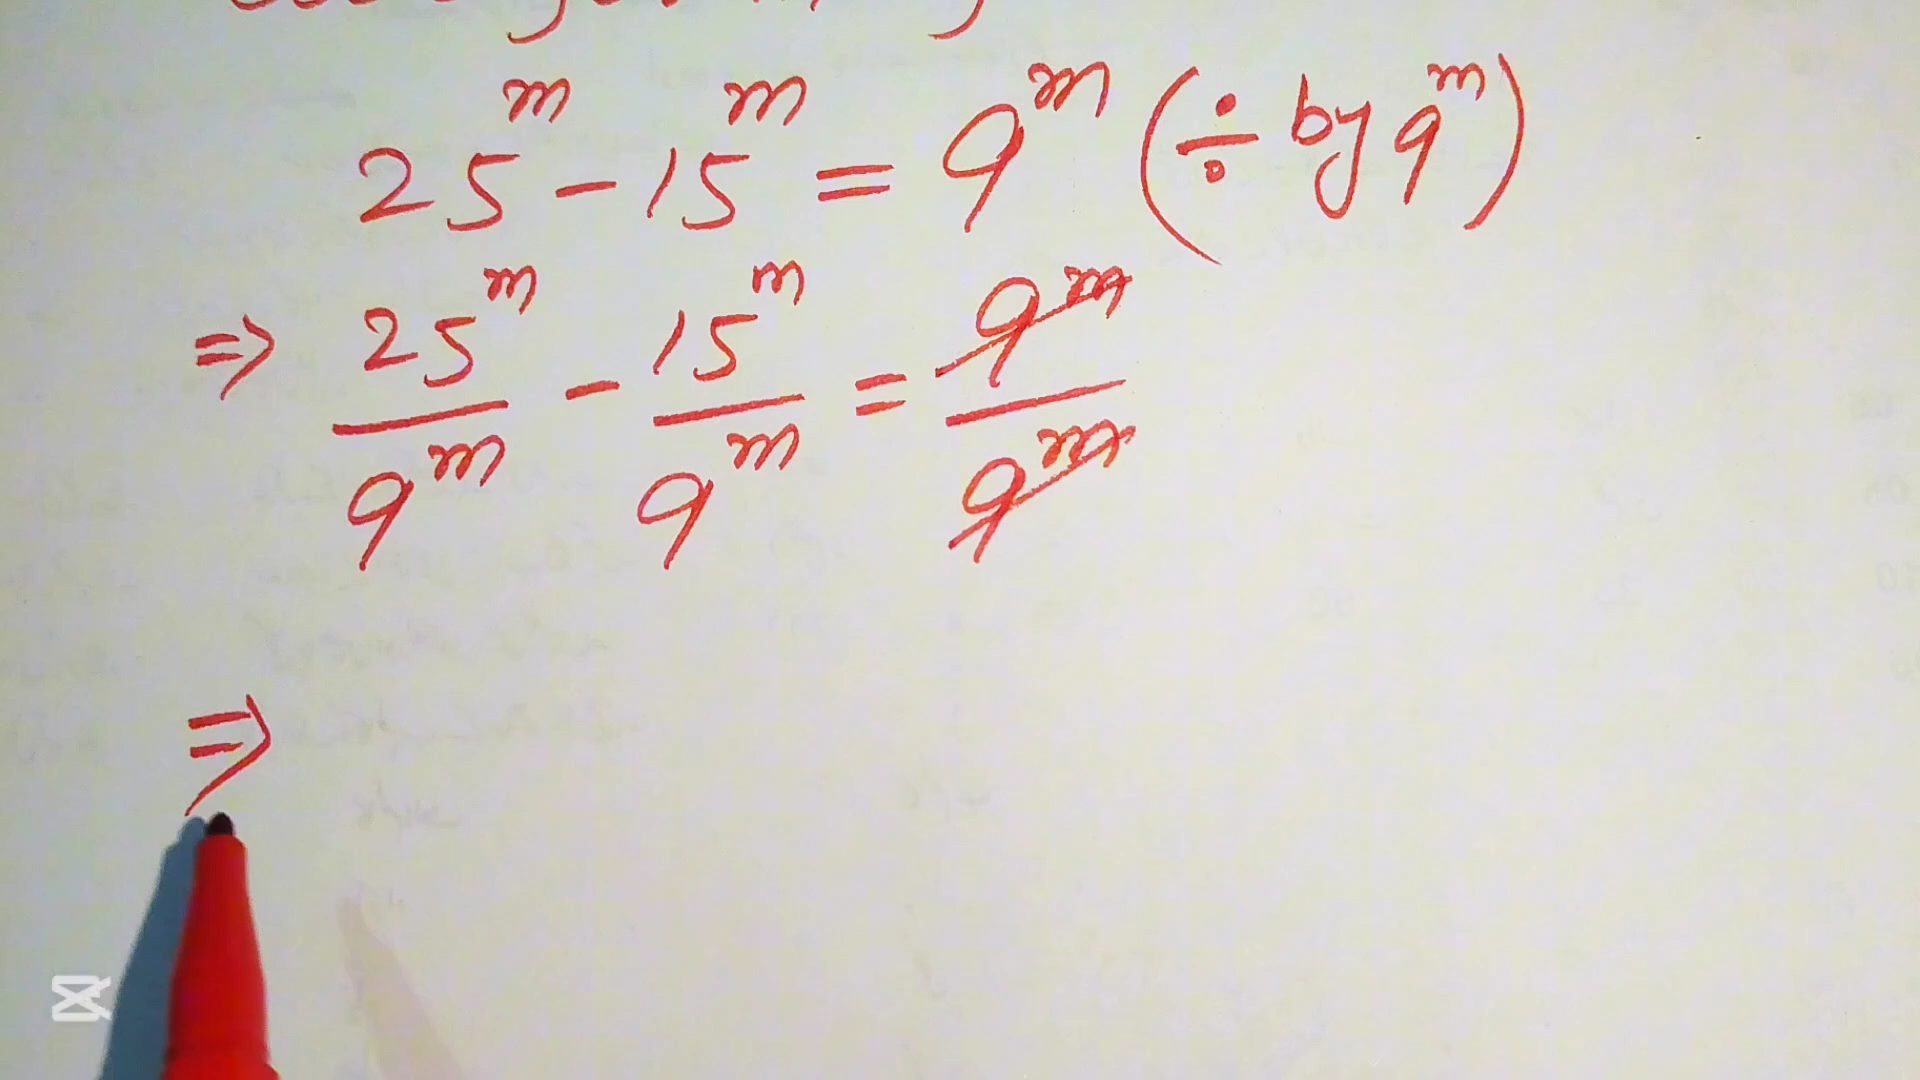 25^m - 15^m = 9^m (÷ by 9^m)
⇒ 25^m/9^m - 15^m/9^m = 9^m/9^m
⇒